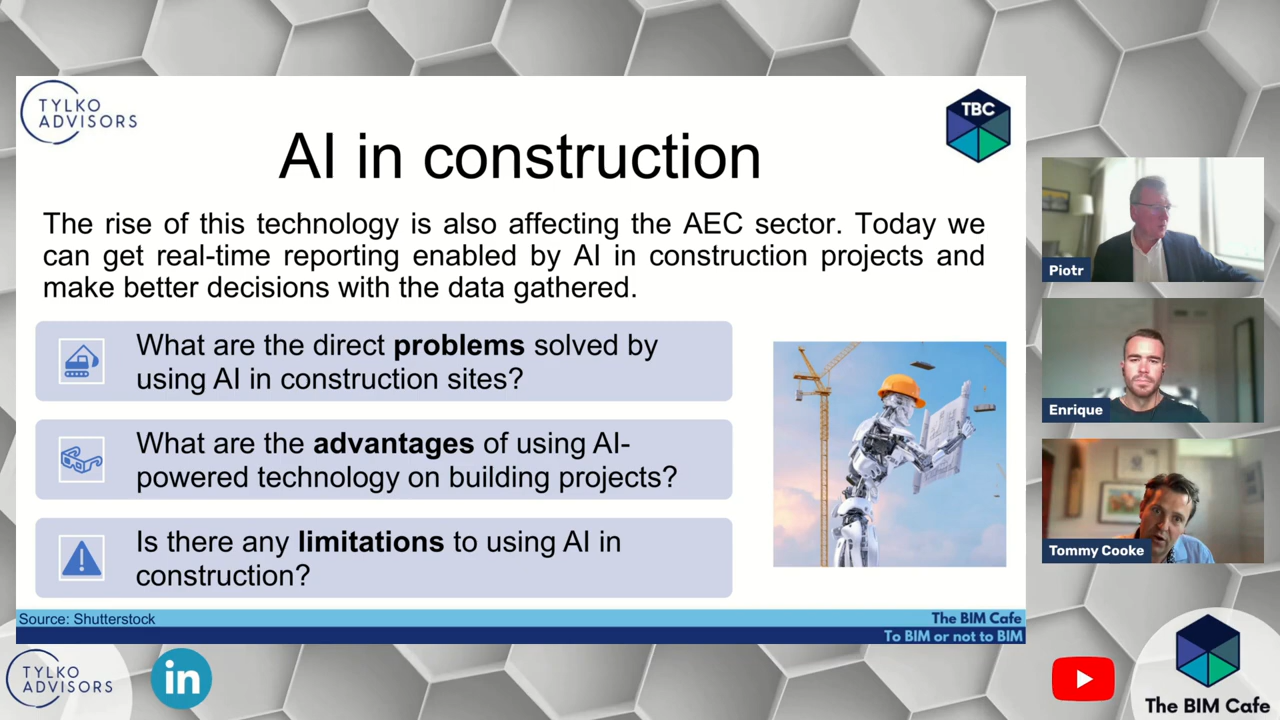 TYLKO
ADVISORS
TBC
AI in construction
The rise of this technology is also affecting the AEC sector. Today we
can get real-time reporting enabled by AI in construction projects and
make better decisions with the data gathered.
What are the direct problems solved by
using AI in construction sites?
What are the advantages of using AI-
powered technology on building projects?
Is there any limitations to using AI in
construction?
Source: Shutterstock
The BIM Cafe
To BIM or not to BIM
Piotr
Enrique
Tommy Cooke
TYLKO
ADVISORS
in
The BIM Cafe